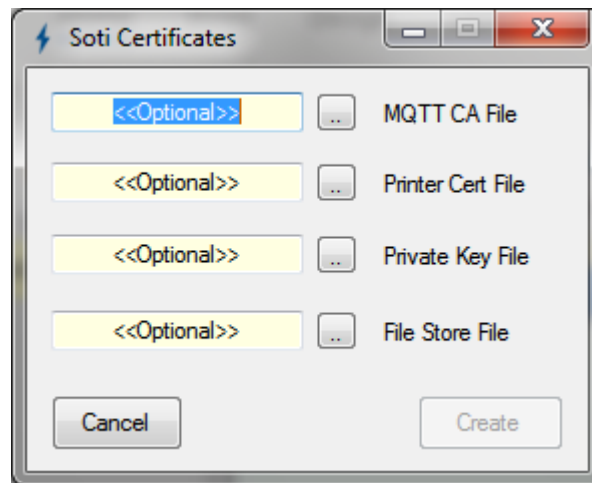 Soti Certificates
<<Optional>> .. MQTT CA File
<<Optional>> .. Printer Cert File
<<Optional>> .. Private Key File
<<Optional>> .. File Store File
Cancel Create